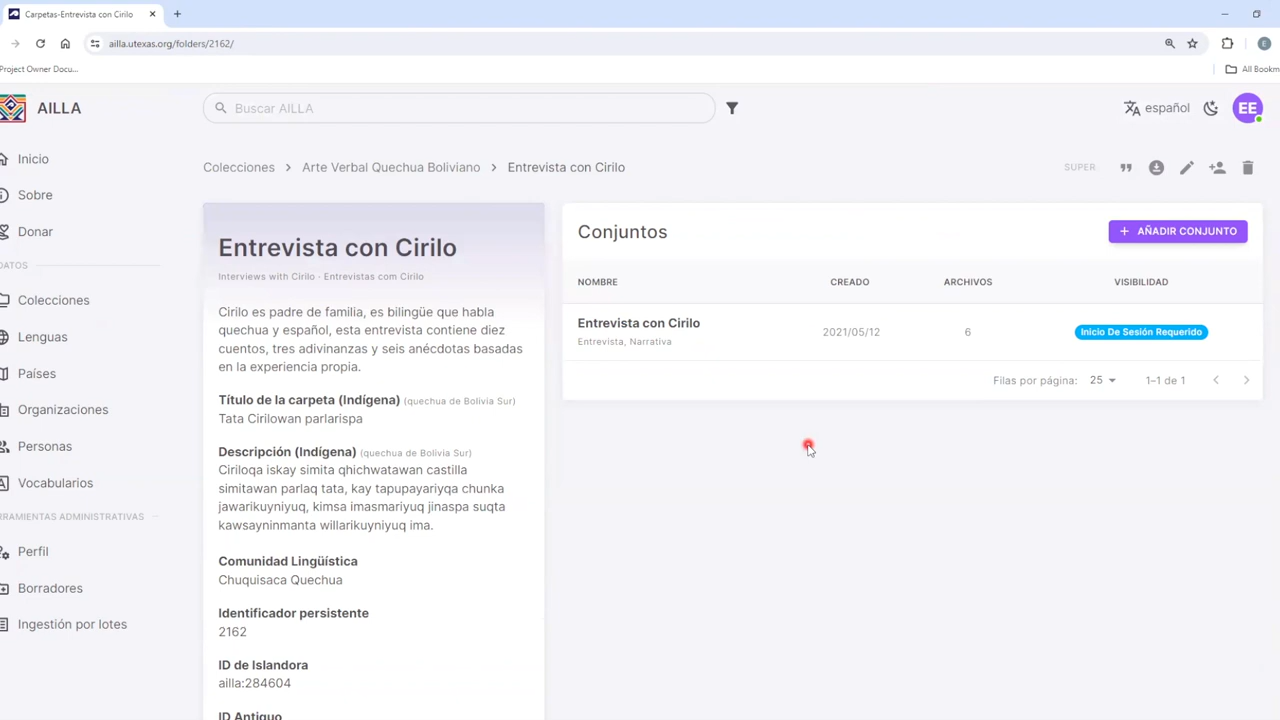 Carpetas-Entrevista con Cirilo
ailla.utexas.org/folders/2162/
Project Owner Docu...
All Bookm
AILLA
Buscar AILLA
español
EE
Inicio
Sobre
Donar
DATOS
Colecciones
Lenguas
Países
Organizaciones
Personas
Vocabularios
RRAMIENTAS ADMINISTRATIVAS
Perfil
Borradores
Ingestión por lotes
Colecciones > Arte Verbal Quechua Boliviano > Entrevista con Cirilo
SUPER
Entrevista con Cirilo
Interviews with Cirilo · Entrevistas com Cirilo
Cirilo es padre de familia, es bilingüe que habla
quechua y español, esta entrevista contiene diez
cuentos, tres adivinanzas y seis anécdotas basadas
en la experiencia propia.
Título de la carpeta (Indígena) (quechua de Bolivia Sur)
Tata Cirilowan parlarispa
Descripción (Indígena) (quechua de Bolivia Sur)
Ciriloqa iskay simita qhichwatawan castilla
simitawan parlaq tata, kay tapupayariyqa chunka
jawarikuyniyuq, kimsa imasmariyuq jinaspa suqta
kawsayninmanta willarikuyniyuq ima.
Comunidad Lingüística
Chuquisaca Quechua
Identificador persistente
2162
ID de Islandora
ailla:284604
ID Antiguo
Conjuntos
+ AÑADIR CONJUNTO
NOMBRE CREADO ARCHIVOS VISIBILIDAD
Entrevista con Cirilo 2021/05/12 6 Inicio De Sesión Requerido
Entrevista, Narrativa
Filas por página: 25 1–1 de 1